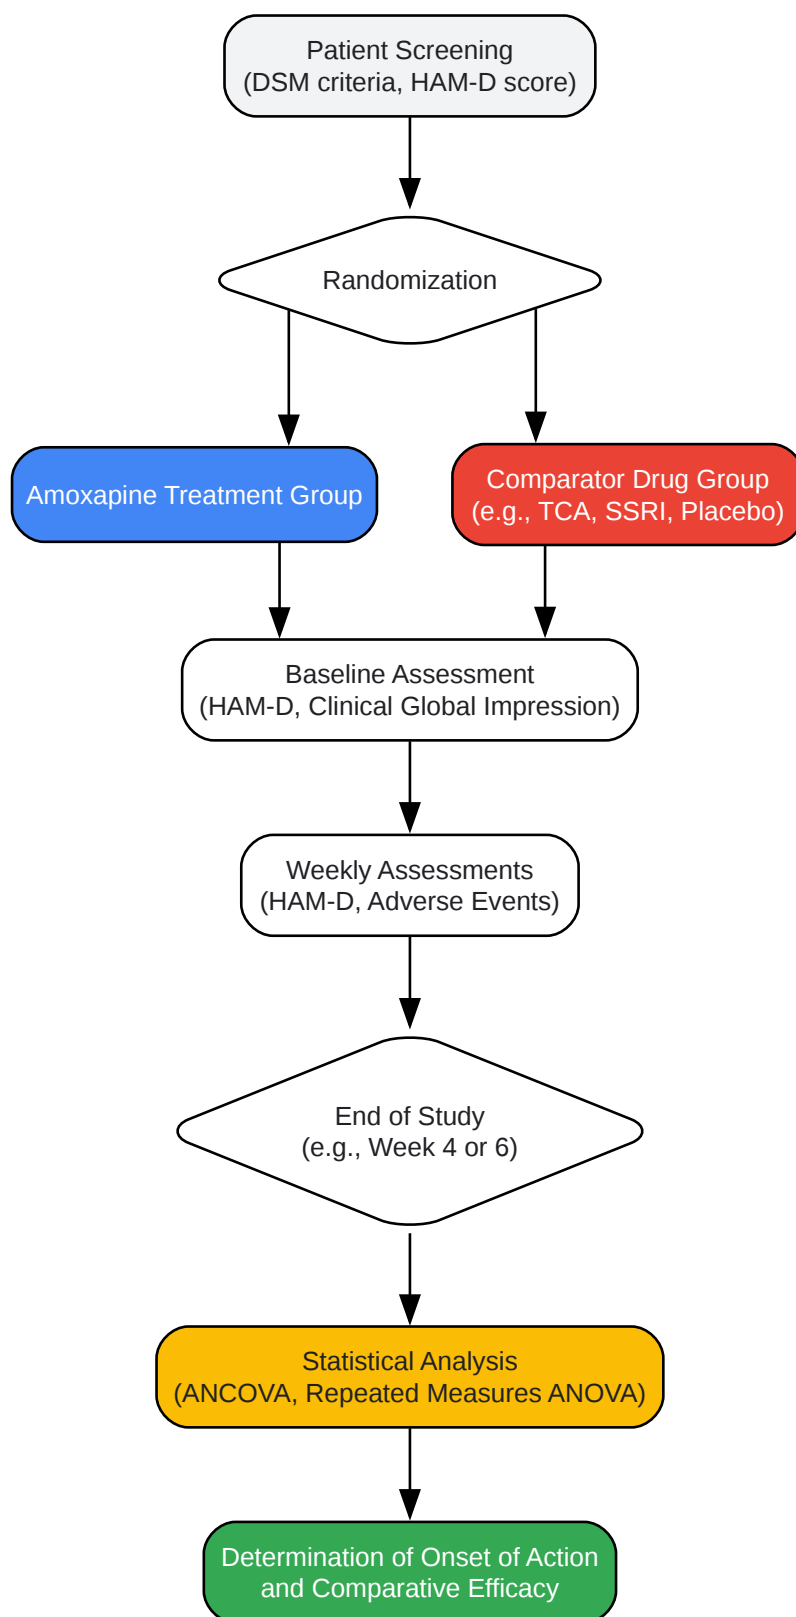 Patient Screening
(DSM criteria, HAM-D score)
Randomization
Amoxapine Treatment Group
Comparator Drug Group
(e.g., TCA, SSRI, Placebo)
Baseline Assessment
(HAM-D, Clinical Global Impression)
Weekly Assessments
(HAM-D, Adverse Events)
End of Study
(e.g., Week 4 or 6)
Statistical Analysis
(ANCOVA, Repeated Measures ANOVA)
Determination of Onset of Action
and Comparative Efficacy